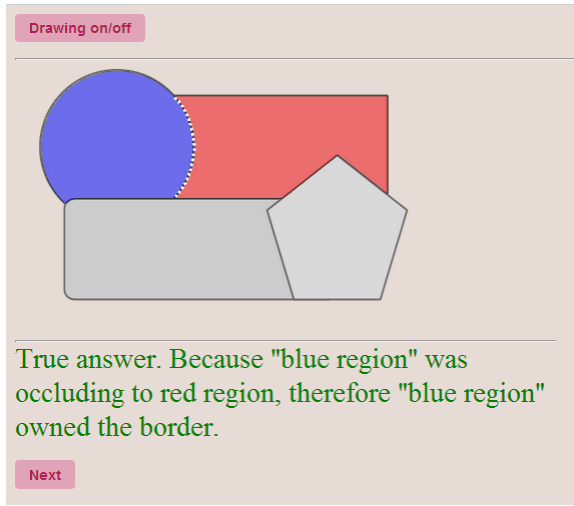 Drawing on/off
True answer. Because "blue region" was
occluding to red region, therefore "blue region"
owned the border.
Next